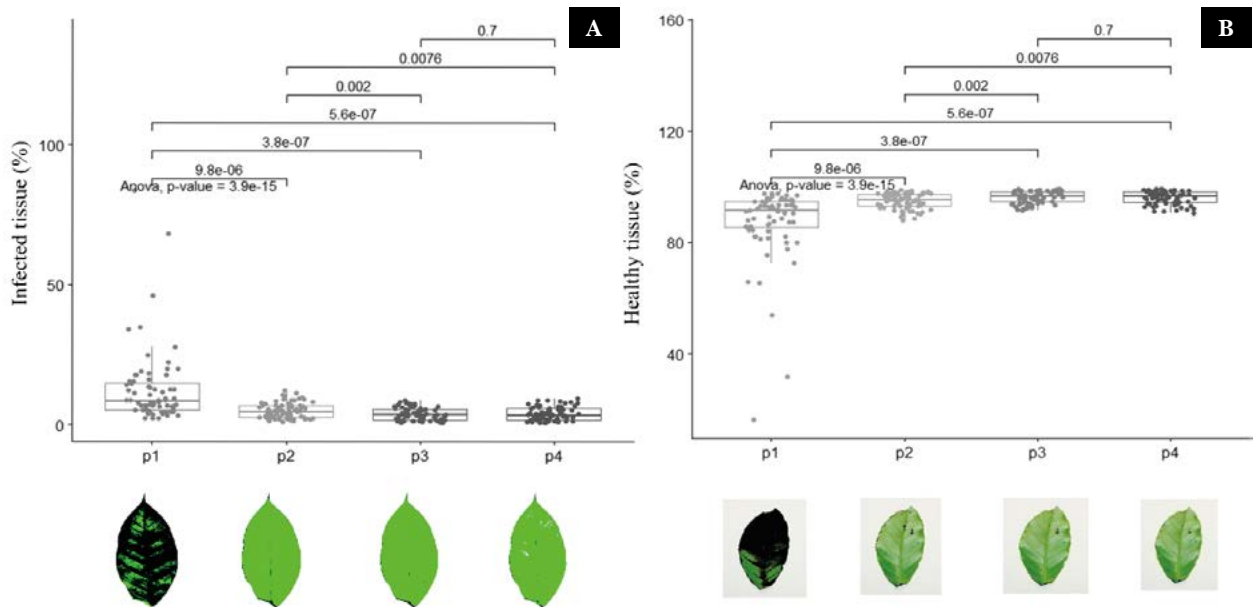 A
0.7
0.0076
0.002
5.6e-07
3.8e-07
9.8e-06
Anova, p-value = 3.9e-15
Infected tissue (%)
100
50
0
p1 p2 p3 p4
B
160
0.7
0.0076
0.002
5.6e-07
120
3.8e-07
9.8e-06
Anova, p-value = 3.9e-15
Healthy tissue (%)
80
40
p1 p2 p3 p4